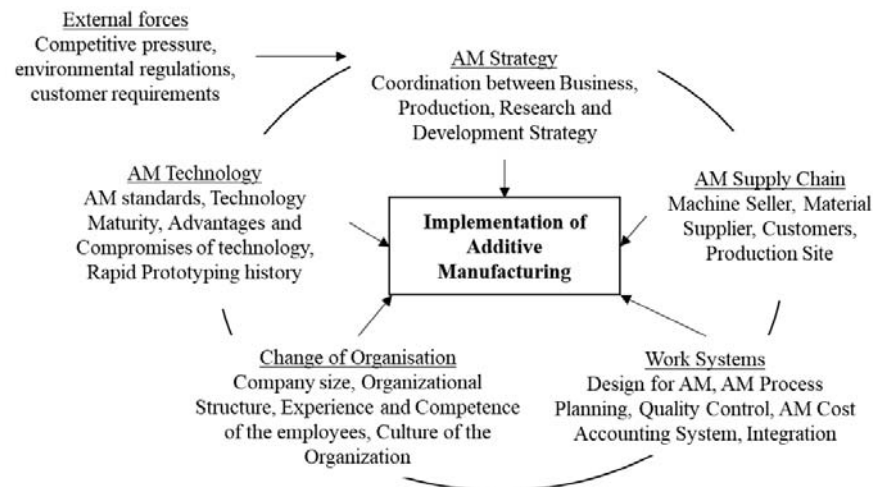 External forces
Competitive pressure,
environmental regulations,
customer requirements
AM Strategy
Coordination between Business,
Production, Research and
Development Strategy
AM Technology
AM standards, Technology
Maturity, Advantages and
Compromises of technology,
Rapid Prototyping history
Implementation of
Additive
Manufacturing
AM Supply Chain
Machine Seller, Material
Supplier, Customers,
Production Site
Change of Organisation
Company size, Organizational
Structure, Experience and Competence
of the employees, Culture of the
Organization
Work Systems
Design for AM, AM Process
Planning, Quality Control, AM Cost
Accounting System, Integration